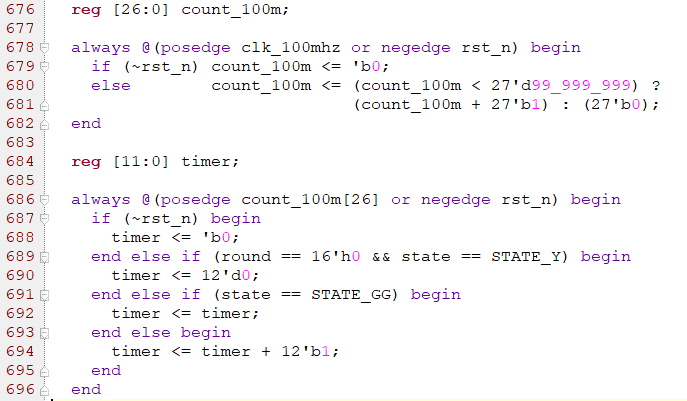 676 reg [26:0] count_100m;
677
678 always @(posedge clk_100mhz or negedge rst_n) begin
679 if (~rst_n) count_100m <= 'b0;
680 else count_100m <= (count_100m < 27'd99_999_999) ?
681 (count_100m + 27'b1) : (27'b0);
682 end
683
684 reg [11:0] timer;
685
686 always @(posedge count_100m[26] or negedge rst_n) begin
687 if (~rst_n) begin
688 timer <= 'b0;
689 end else if (round == 16'h0 && state == STATE_Y) begin
690 timer <= 12'd0;
691 end else if (state == STATE_GG) begin
692 timer <= timer;
693 end else begin
694 timer <= timer + 12'b1;
695 end
696 end